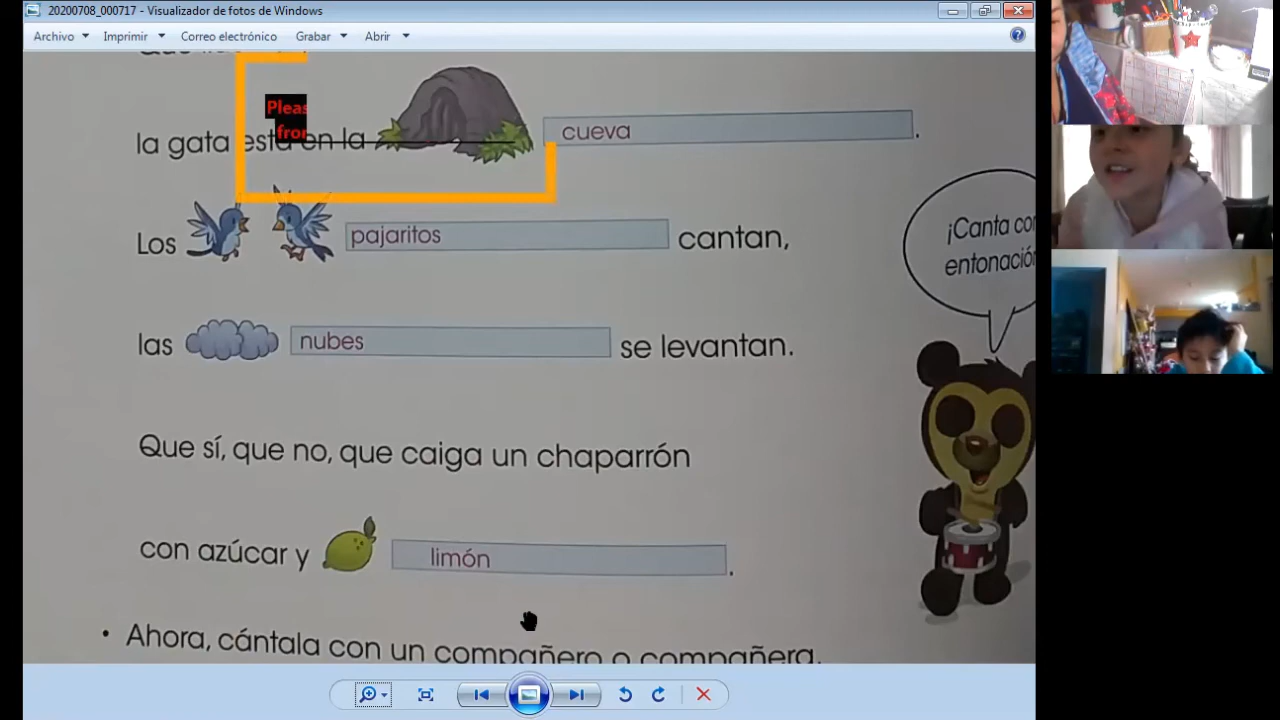 20200708_000717 - Visualizador de fotos de Windows
Archivo Imprimir Correo electrónico Grabar Abrir
la gata está en la cueva.
Los pajaritos cantan,
las nubes se levantan.
Que sí, que no, que caiga un chaparrón
con azúcar y limón.
¡Canta
entonación
• Ahora, cántala con un compañero o compañera.